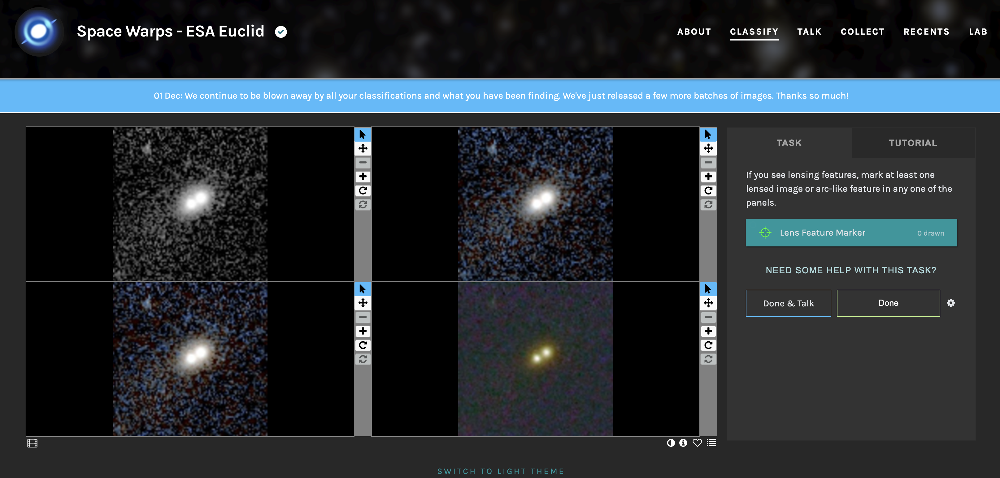 Space Warps - ESA Euclid
ABOUT
CLASSIFY
TALK
COLLECT
RECENTS
LAB
01 Dec: We continue to be blown away by all your classifications and what you have been finding. We've just released a few more batches of images. Thanks so much!
TASK
TUTORIAL
If you see lensing features, mark at least one
lensed image or arc-like feature in any one of the
panels.
Lens Feature Marker
0 drawn
NEED SOME HELP WITH THIS TASK?
Done & Talk
Done
SWITCH TO LIGHT THEME